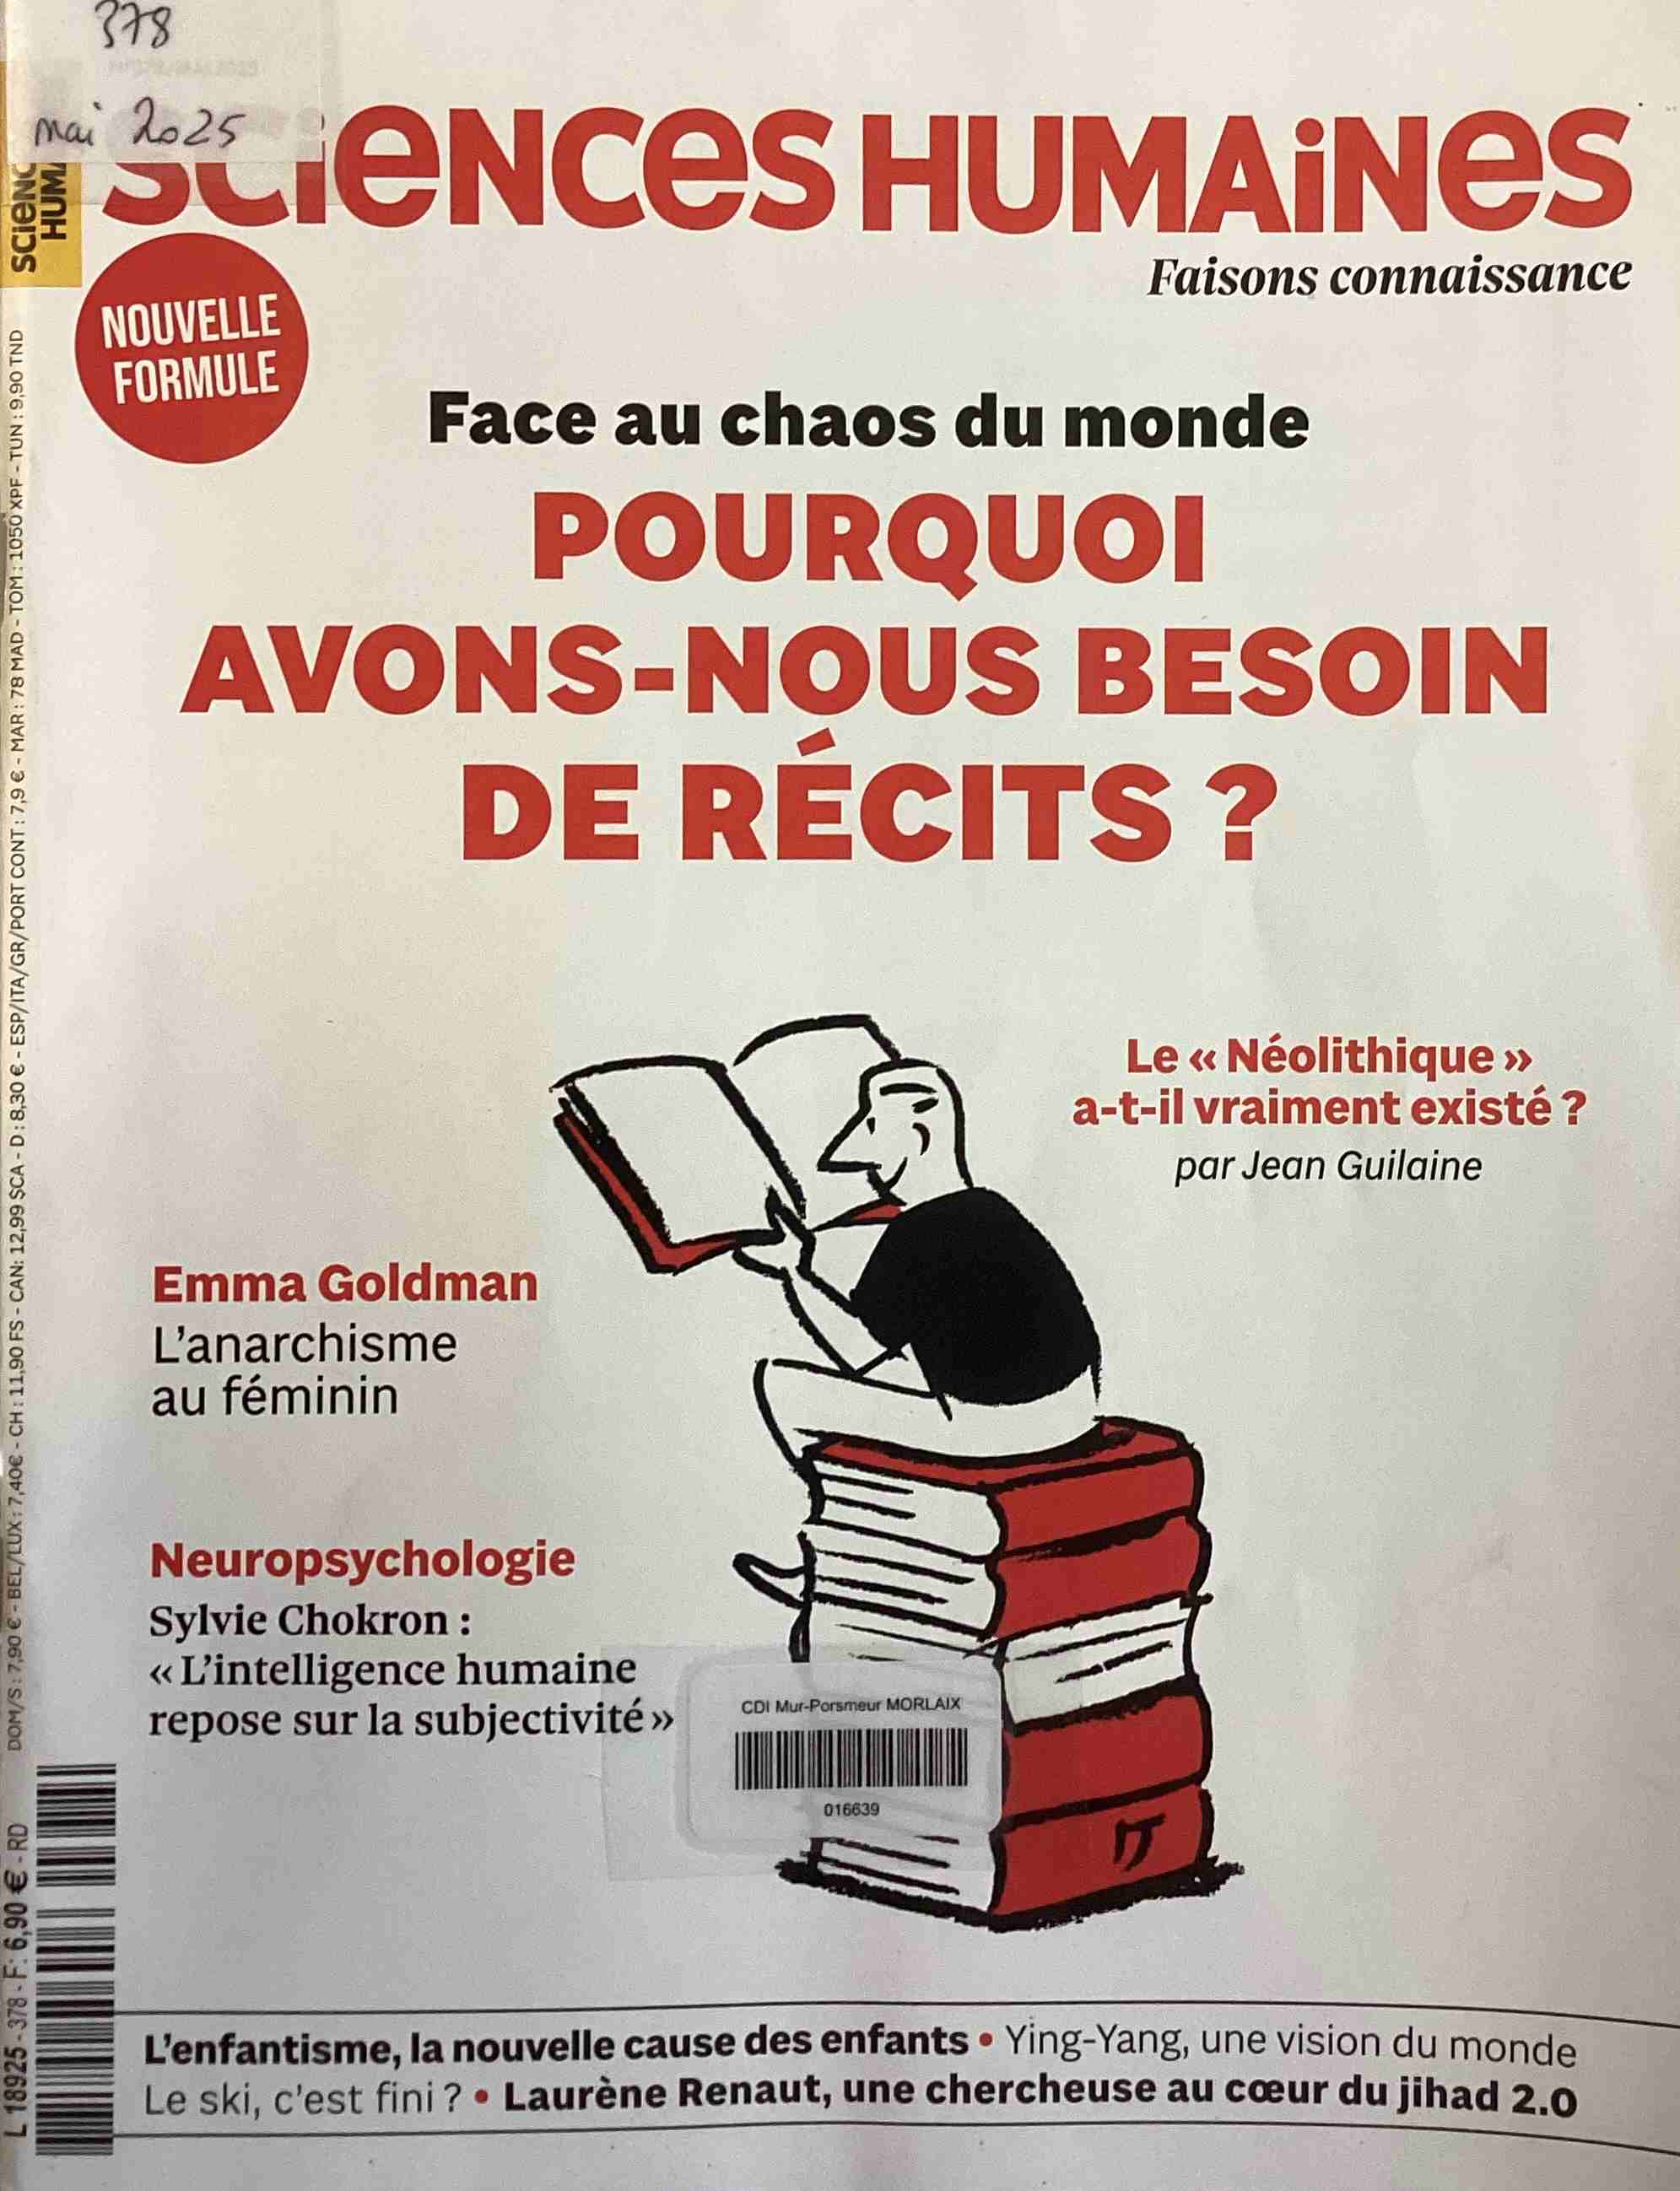 378
mai 2025
SCIENCES HUMAINES
Faisons connaissance
NOUVELLE
FORMULE
Face au chaos du monde
POURQUOI
AVONS-NOUS BESOIN
DE RÉCITS ?
Le « Néolithique »
a-t-il vraiment existé ?
par Jean Guilaine
Emma Goldman
L'anarchisme
au féminin
Neuropsychologie
Sylvie Chokron :
« L'intelligence humaine
repose sur la subjectivité »
CDI Mur-Porsmeur MORLAIX
016639
IT
L'enfantisme, la nouvelle cause des enfants • Ying-Yang, une vision du monde
Le ski, c'est fini ? • Laurène Renaut, une chercheuse au cœur du jihad 2.0
L 18925 - 378 - F: 6,90 € - RD
DOM/S : 7,90 € - BEL/LUX : 7,40€ - CH : 11,90 FS - CAN: 12,99 $CA - D : 8,30 € - ESP/ITA/GR/PORT CONT : 7,9 € - MAR : 78 MAD - TOM : 1050 XPF - TUN : 9,90 TND